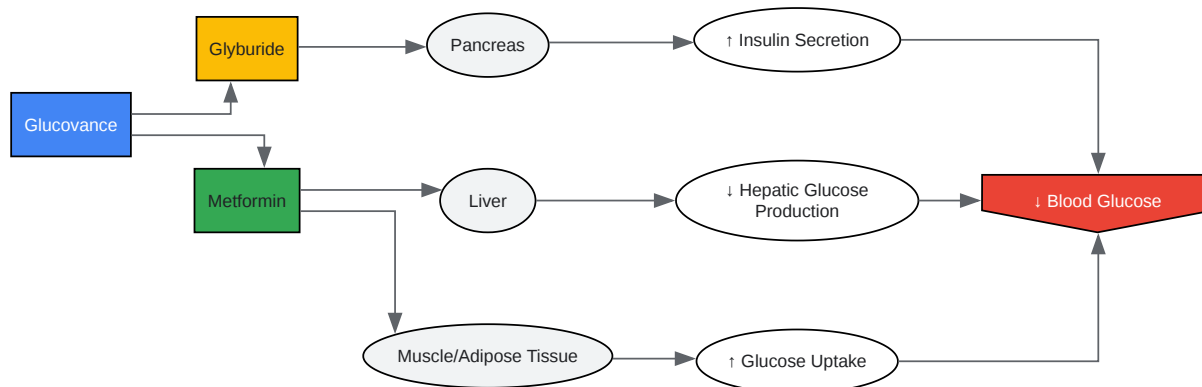 Glyburide
Pancreas
↑ Insulin Secretion
Glucovance
Metformin
Liver
↓ Hepatic Glucose
Production
↓ Blood Glucose
Muscle/Adipose Tissue
↑ Glucose Uptake